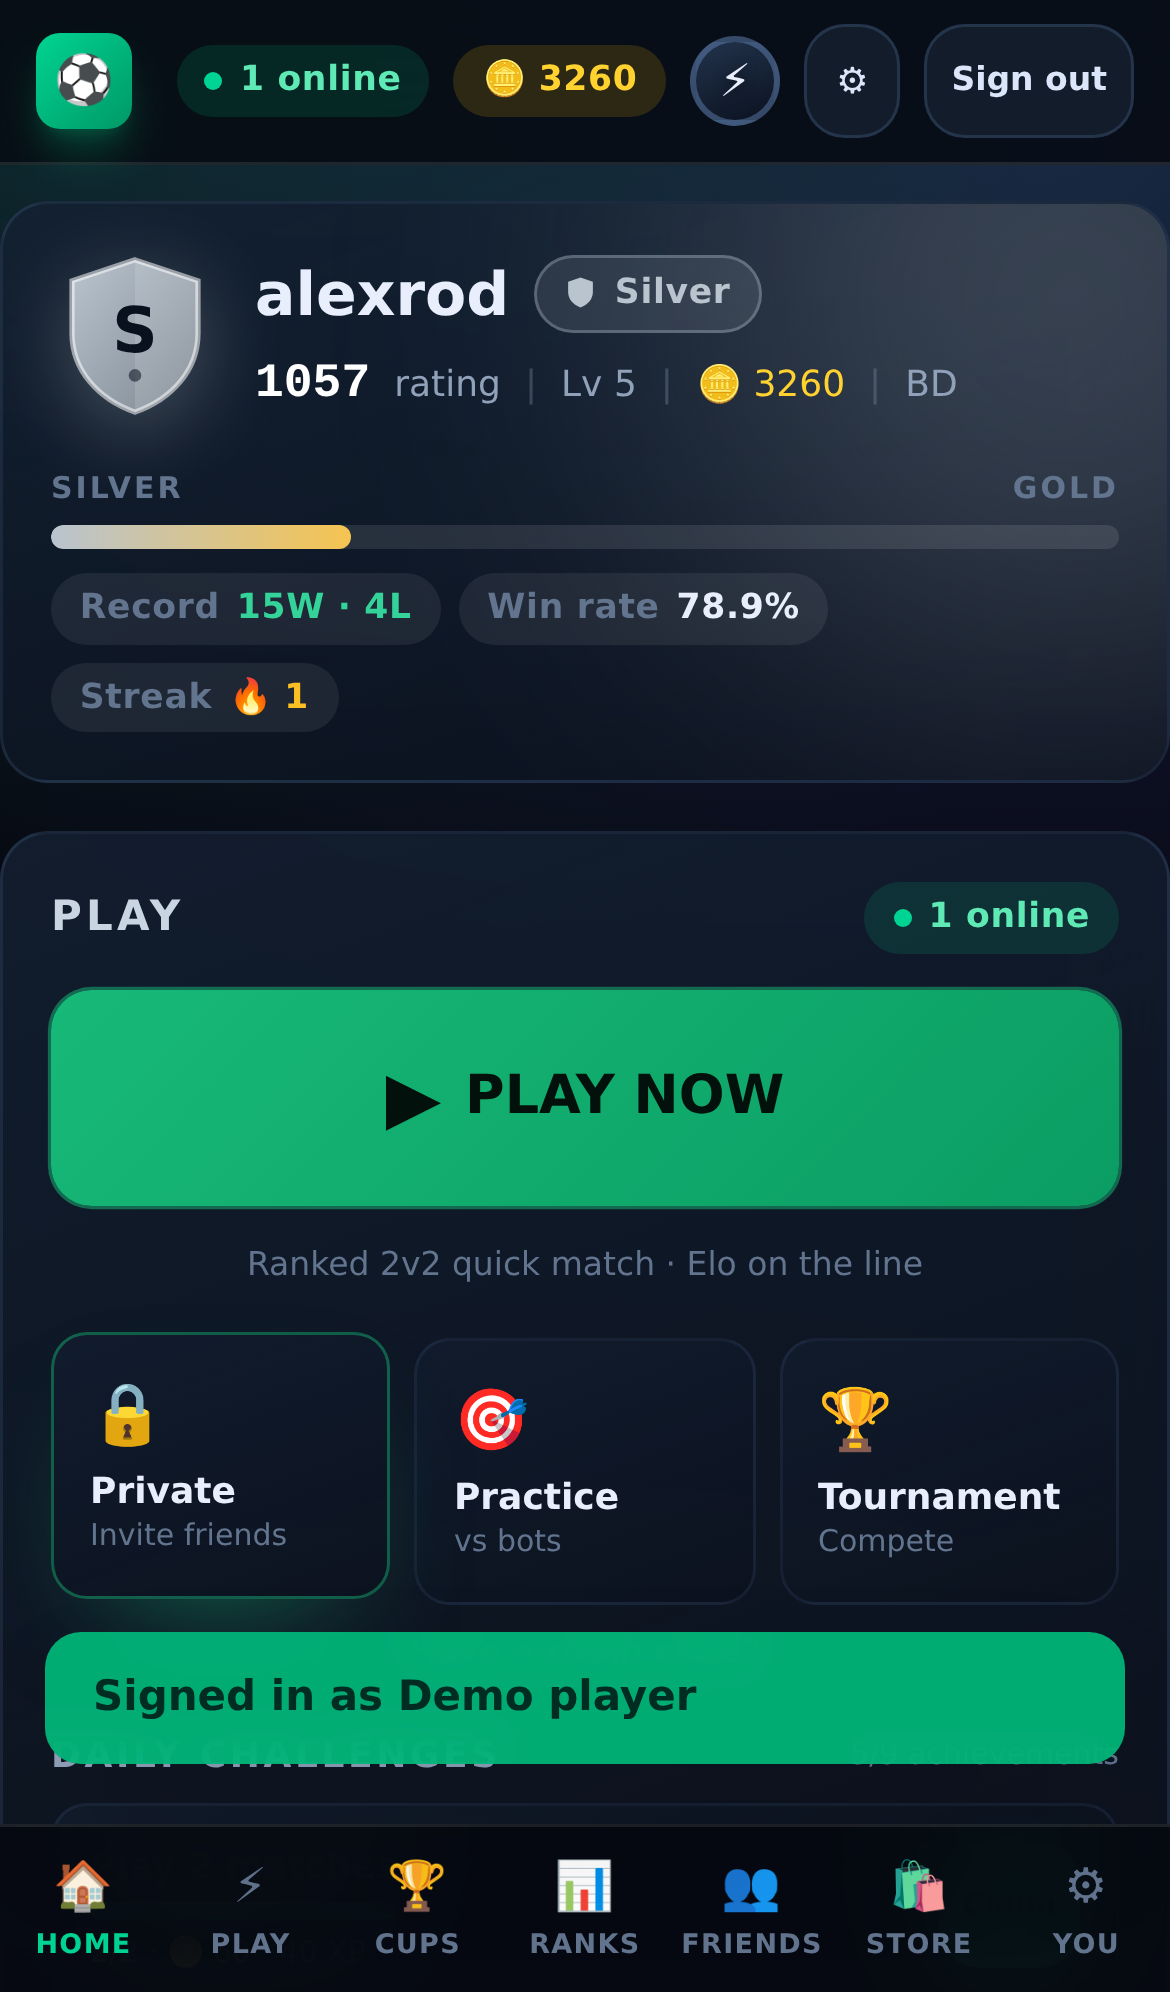 1 online
3260
Sign out
S
alexrod
Silver
1057 rating | Lv 5 | 3260 | BD
SILVER
GOLD
Record 15W · 4L
Win rate 78.9%
Streak 1
PLAY
1 online
▶ PLAY NOW
Ranked 2v2 quick match · Elo on the line
Private
Invite friends
Practice
vs bots
Tournament
Compete
Signed in as Demo player
DAILY CHALLENGES
achievements
HOME
PLAY
CUPS
RANKS
FRIENDS
STORE
YOU